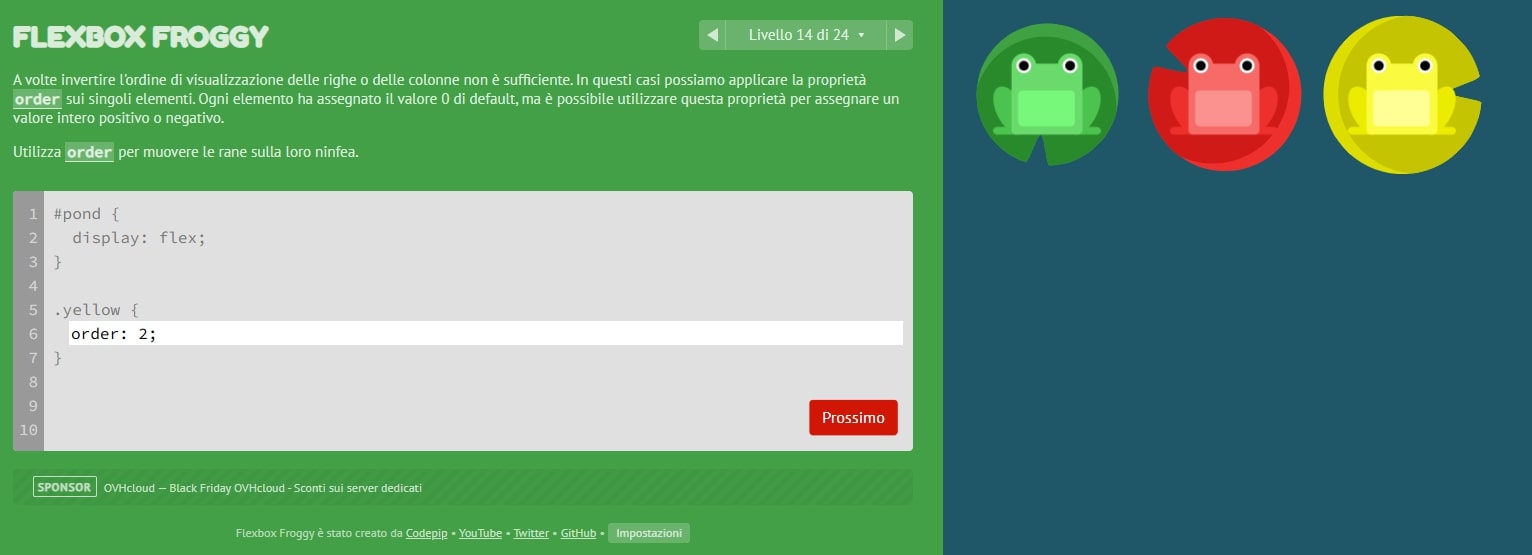 FLEXBOX FROGGY
Livello 14 di 24
A volte invertire l'ordine di visualizzazione delle righe o delle colonne non è sufficiente. In questi casi possiamo applicare la proprietà
order sui singoli elementi. Ogni elemento ha assegnato il valore 0 di default, ma è possibile utilizzare questa proprietà per assegnare un
valore intero positivo o negativo.
Utilizza order per muovere le rane sulla loro ninfea.
1 #pond {
2 display: flex;
3 }
4
5 .yellow {
6 order: 2;
7 }
8
9
10
Prossimo
SPONSOR OVHcloud — Black Friday OVHcloud - Sconti sui server dedicati
Flexbox Froggy è stato creato da Codepip • YouTube • Twitter • GitHub • Impostazioni